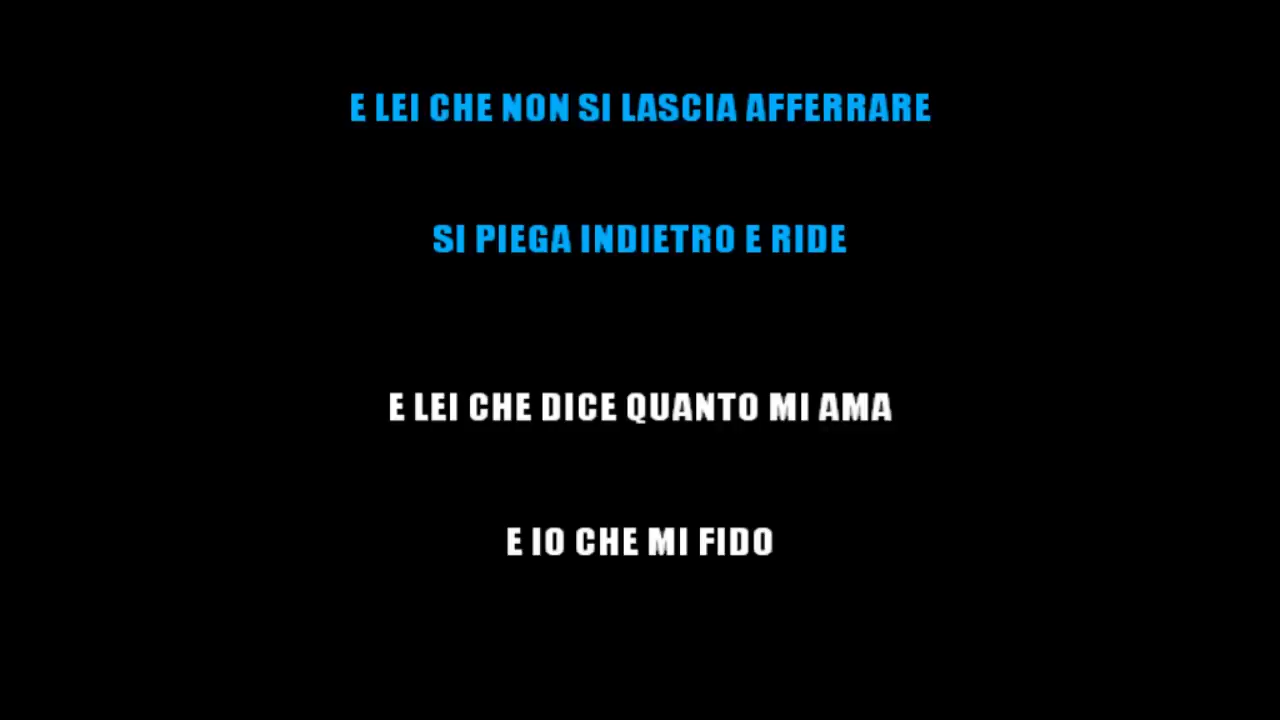 E LEI CHE NON SI LASCIA AFFERRARE
SI PIEGA INDIETRO E RIDE
E LEI CHE DICE QUANTO MI AMA
E IO CHE MI FIDO